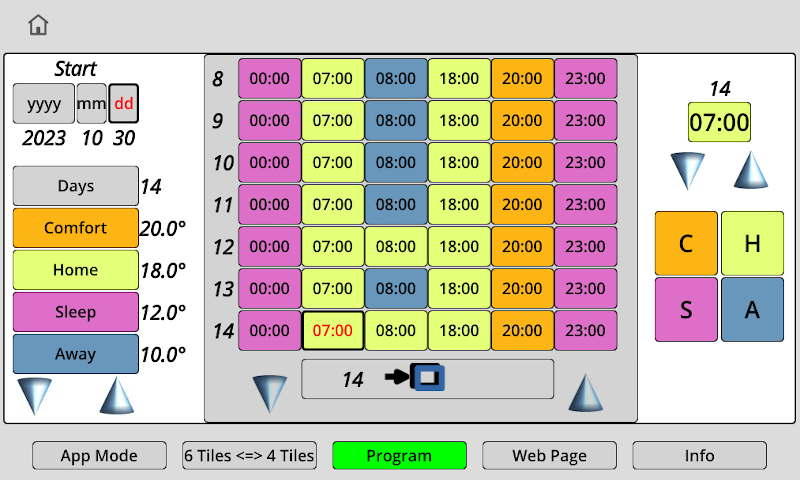 Start
yyyy mm dd
2023 10 30
Days 14
Comfort 20.0°
Home 18.0°
Sleep 12.0°
Away 10.0°
8 00:00 07:00 08:00 18:00 20:00 23:00
9 00:00 07:00 08:00 18:00 20:00 23:00
10 00:00 07:00 08:00 18:00 20:00 23:00
11 00:00 07:00 08:00 18:00 20:00 23:00
12 00:00 07:00 08:00 18:00 20:00 23:00
13 00:00 07:00 08:00 18:00 20:00 23:00
14 00:00 07:00 08:00 18:00 20:00 23:00
14
14
07:00
C H
S A
App Mode 6 Tiles <=> 4 Tiles Program Web Page Info